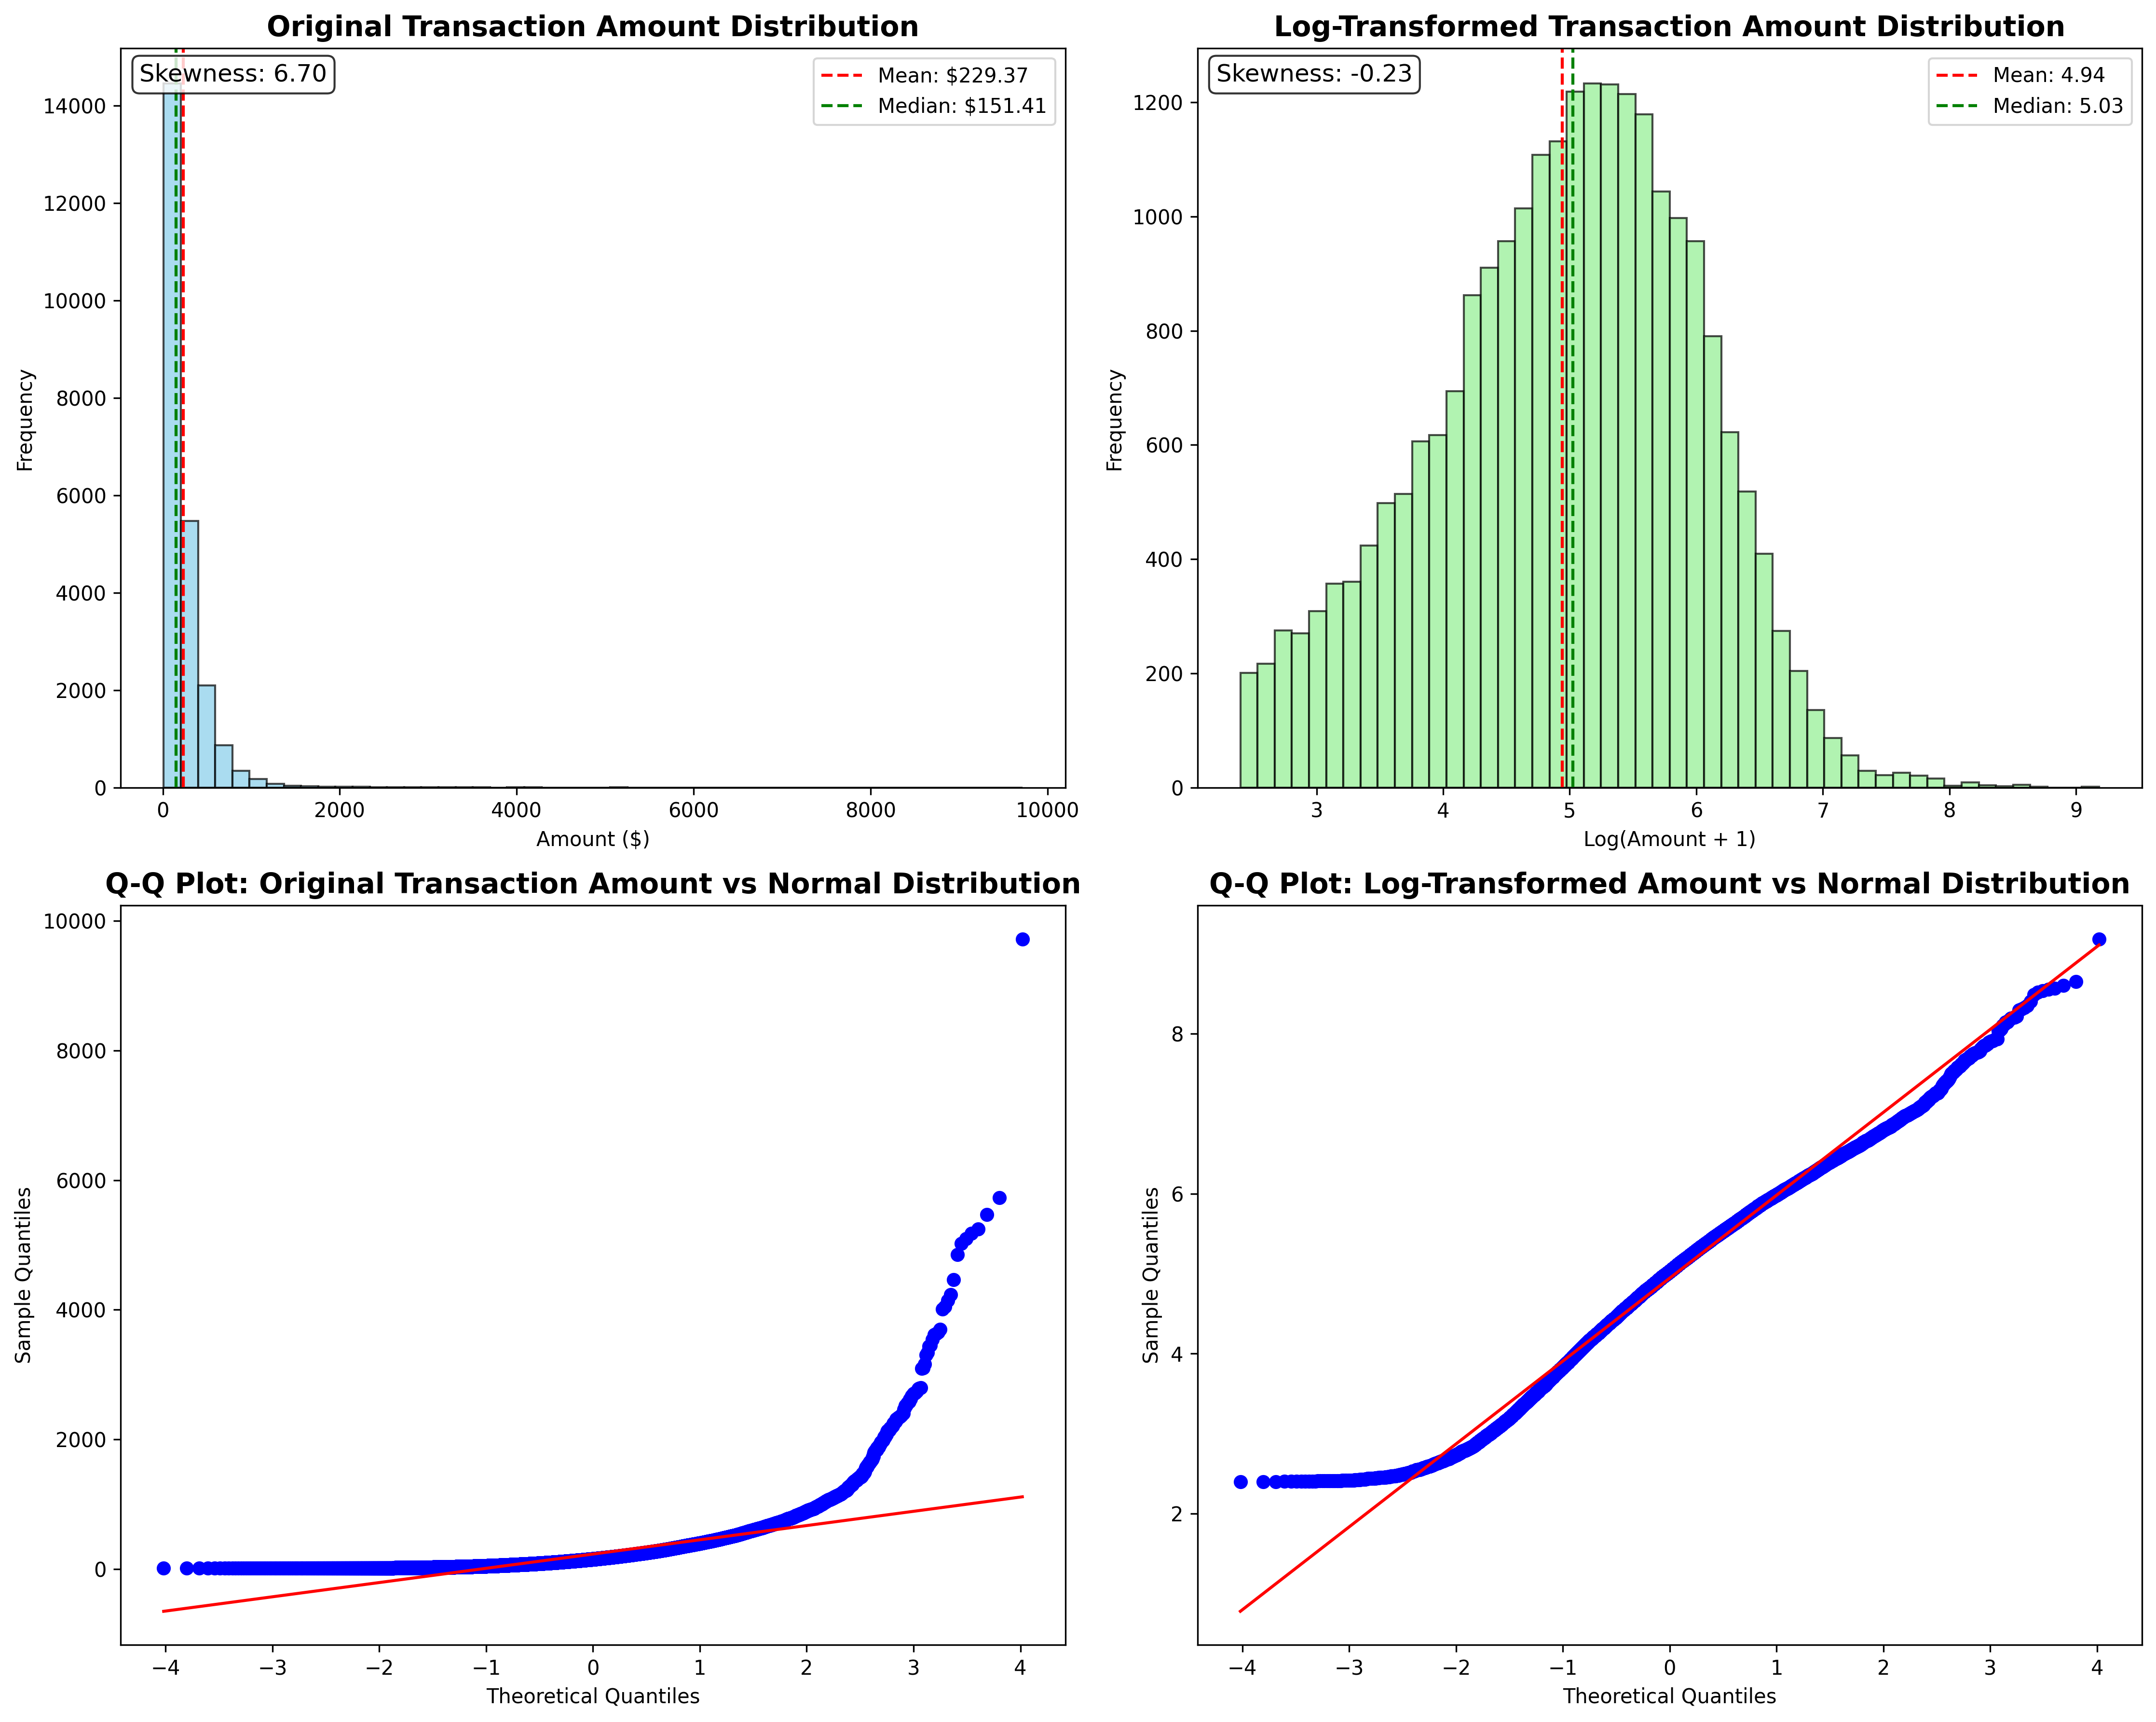 Original Transaction Amount Distribution
Skewness: 6.70
Mean: $229.37
Median: $151.41
14000
12000
10000
8000
6000
4000
2000
0
Frequency
0 2000 4000 6000 8000 10000
Amount ($)
Log-Transformed Transaction Amount Distribution
Skewness: -0.23
Mean: 4.94
Median: 5.03
1200
1000
800
600
400
200
0
Frequency
3 4 5 6 7 8 9
Log(Amount + 1)
Q-Q Plot: Original Transaction Amount vs Normal Distribution
10000
8000
6000
4000
2000
0
Sample Quantiles
−4 −3 −2 −1 0 1 2 3 4
Theoretical Quantiles
Q-Q Plot: Log-Transformed Amount vs Normal Distribution
8
6
4
2
Sample Quantiles
−4 −3 −2 −1 0 1 2 3 4
Theoretical Quantiles